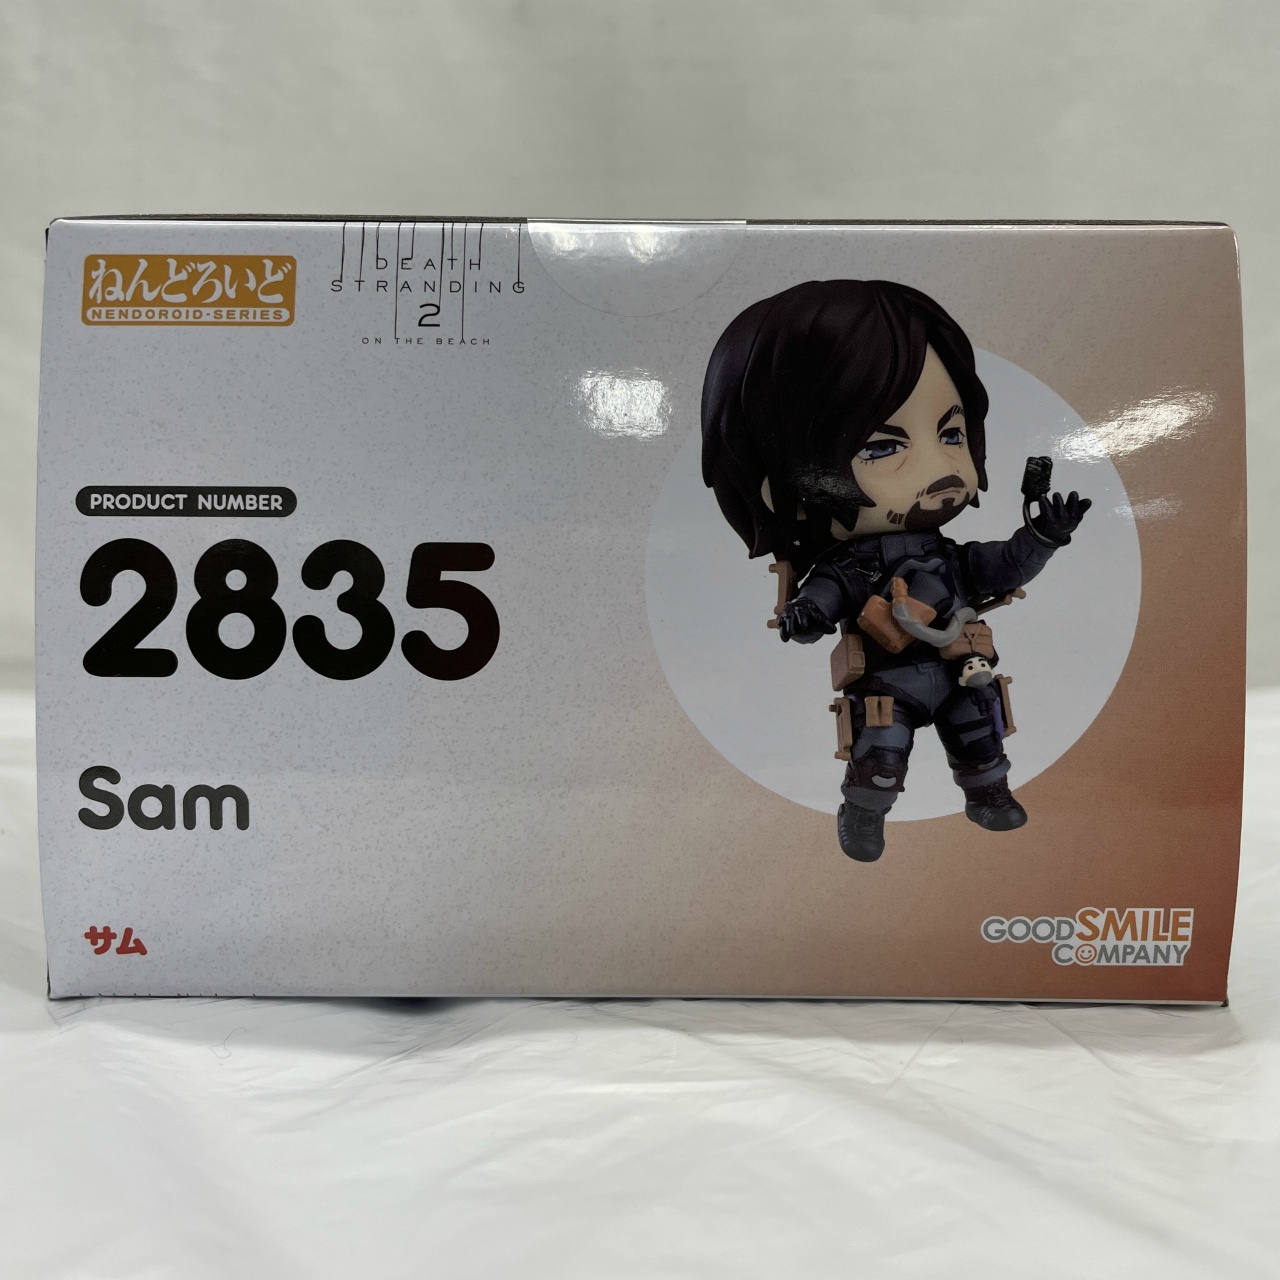 ねんどろいど
NENDOROID-SERIES
DEATH
STRANDING
2
ON THE BEACH
PRODUCT NUMBER
2835
Sam
サム
GOOD SMILE
COMPANY